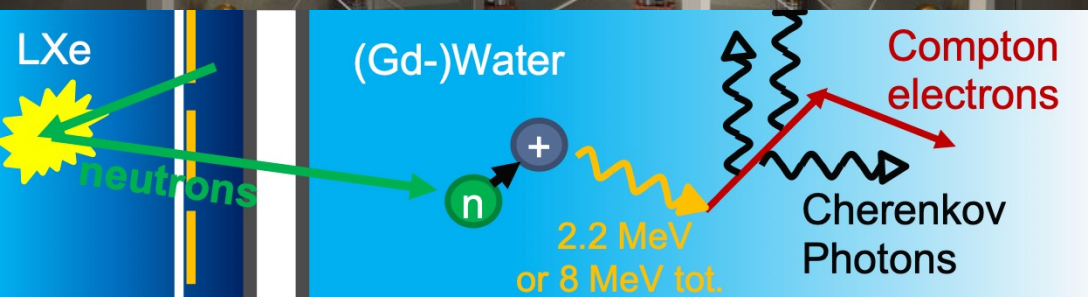 LXe
neutrons
(Gd-)Water
n
+
2.2 MeV
or 8 MeV tot.
Compton
electrons
Cherenkov
Photons